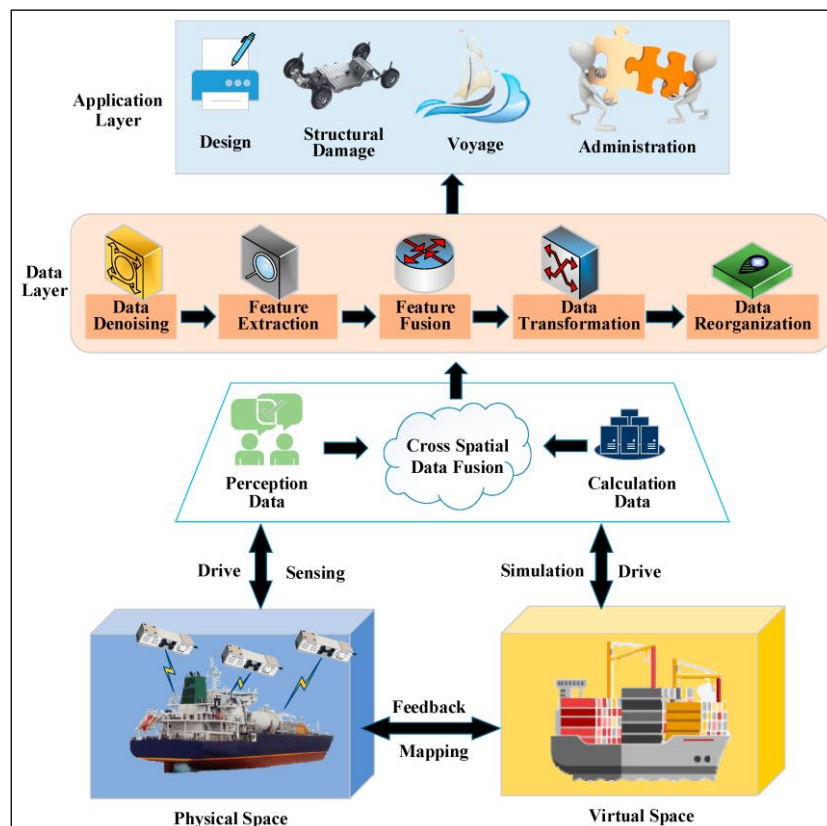 Application
Layer
Design
Structural
Damage
Voyage
Administration
Data
Layer
Data
Denoising
Feature
Extraction
Feature
Fusion
Data
Transformation
Data
Reorganization
Perception
Data
Cross Spatial
Data Fusion
Calculation
Data
Drive
Sensing
Simulation
Drive
Feedback
Mapping
Physical Space
Virtual Space